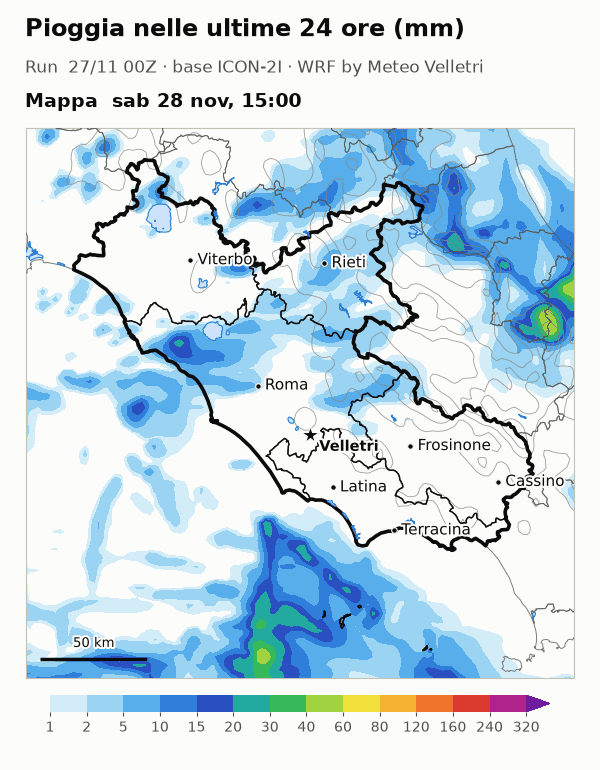 Pioggia nelle ultime 24 ore (mm)
Run 27/11 00Z · base ICON-2I · WRF by Meteo Velletri
Mappa sab 28 nov, 15:00
Viterbo
Rieti
Roma
Velletri
Frosinone
Cassino
Latina
Terracina
50 km
1 2 5 10 15 20 30 40 60 80 120 160 240 320